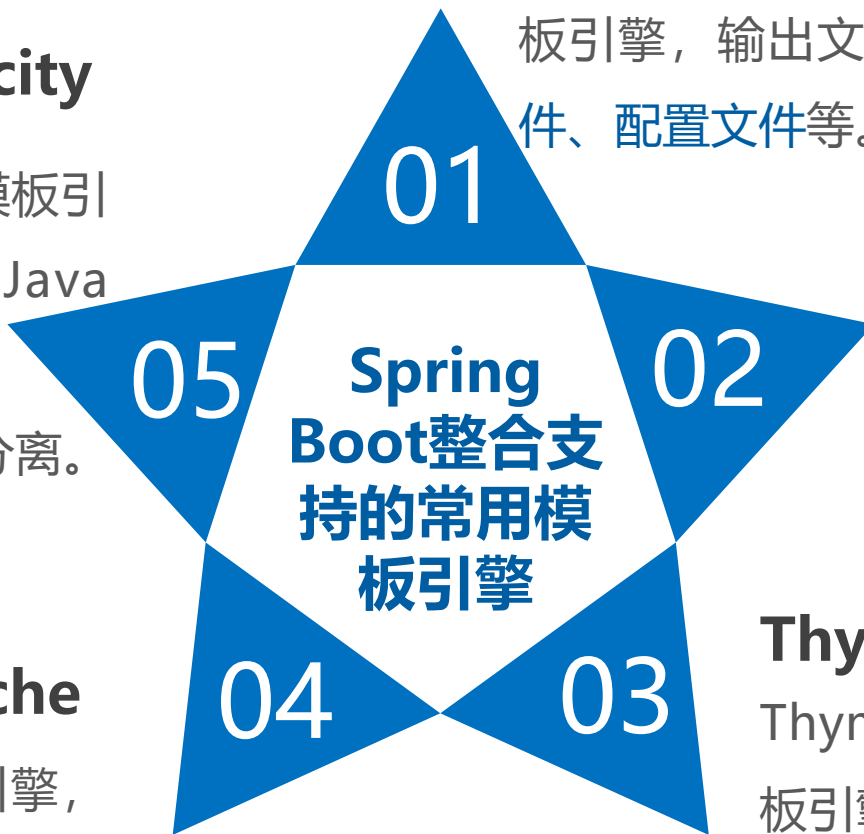 板引擎，输出文
件、配置文件等。
city
模板引
Java
分离。
01
02
03
04
05
Spring
Boot整合支
持的常用模
板引擎
che
引擎，
Thy
Thym
板引擎